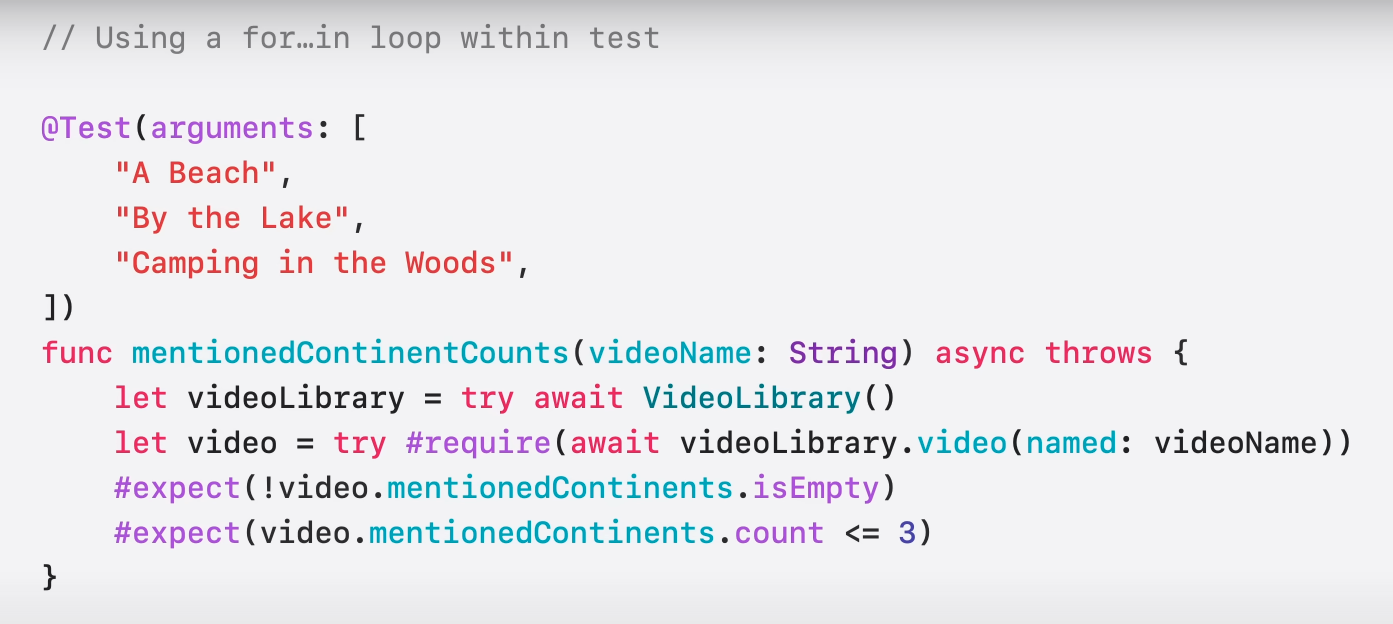 // Using a for…in loop within test
@Test(arguments: [
    "A Beach",
    "By the Lake",
    "Camping in the Woods",
])
func mentionedContinentCounts(videoName: String) async throws {
    let videoLibrary = try await VideoLibrary()
    let video = try #require(await videoLibrary.video(named: videoName))
    #expect(!video.mentionedContinents.isEmpty)
    #expect(video.mentionedContinents.count <= 3)
}